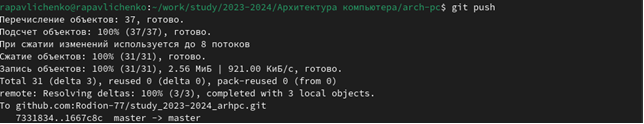 rapavlichenko@rapavlichenko:~/work/study/2023-2024/Архитектура компьютера/arch-pc$ git push
Перечисление объектов: 37, готово.
Подсчет объектов: 100% (37/37), готово.
При сжатии изменений используется до 8 потоков
Сжатие объектов: 100% (31/31), готово.
Запись объектов: 100% (31/31), 2.56 МиБ | 921.00 КиБ/с, готово.
Total 31 (delta 3), reused 0 (delta 0), pack-reused 0 (from 0)
remote: Resolving deltas: 100% (3/3), completed with 3 local objects.
To github.com:Rodion-77/study_2023-2024_arhpc.git
7331834..1667c8c  master -> master